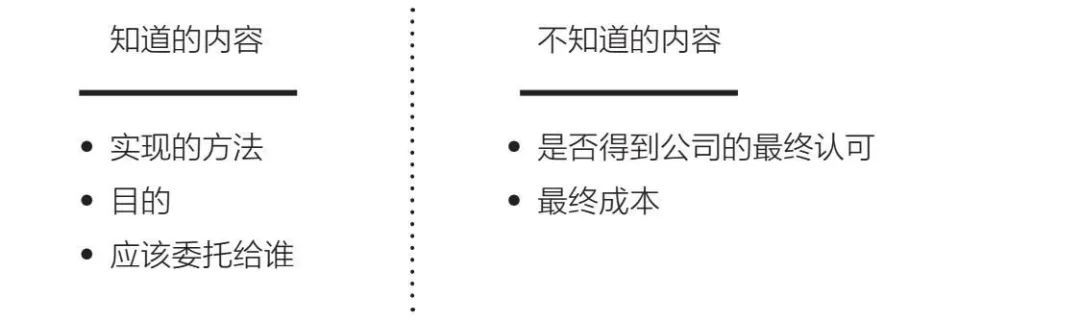 知道的内容
• 实现的方法
• 目的
• 应该委托给谁
不知道的内容
• 是否得到公司的最终认可
• 最终成本